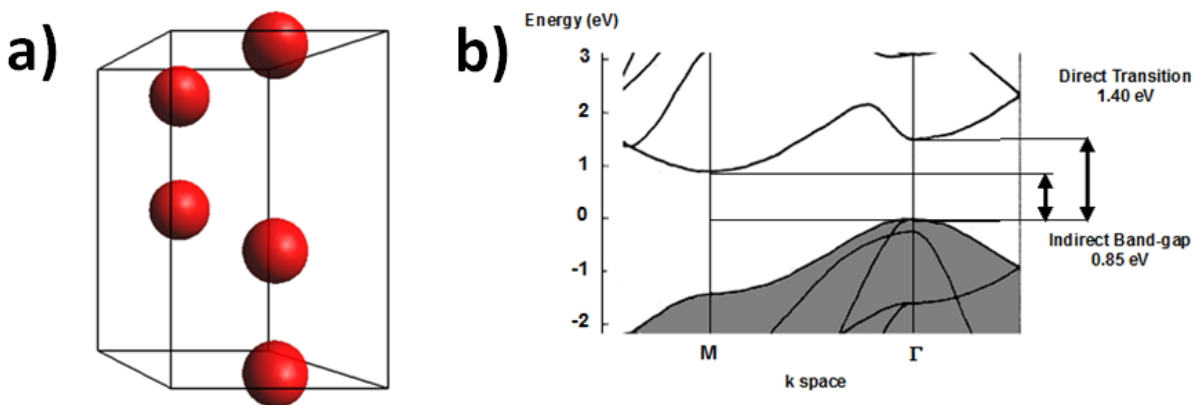 a)
b)
Energy (eV)
3
2
1
0
-1
-2
M
Γ
k space
Direct Transition
1.40 eV
Indirect Band-gap
0.85 eV